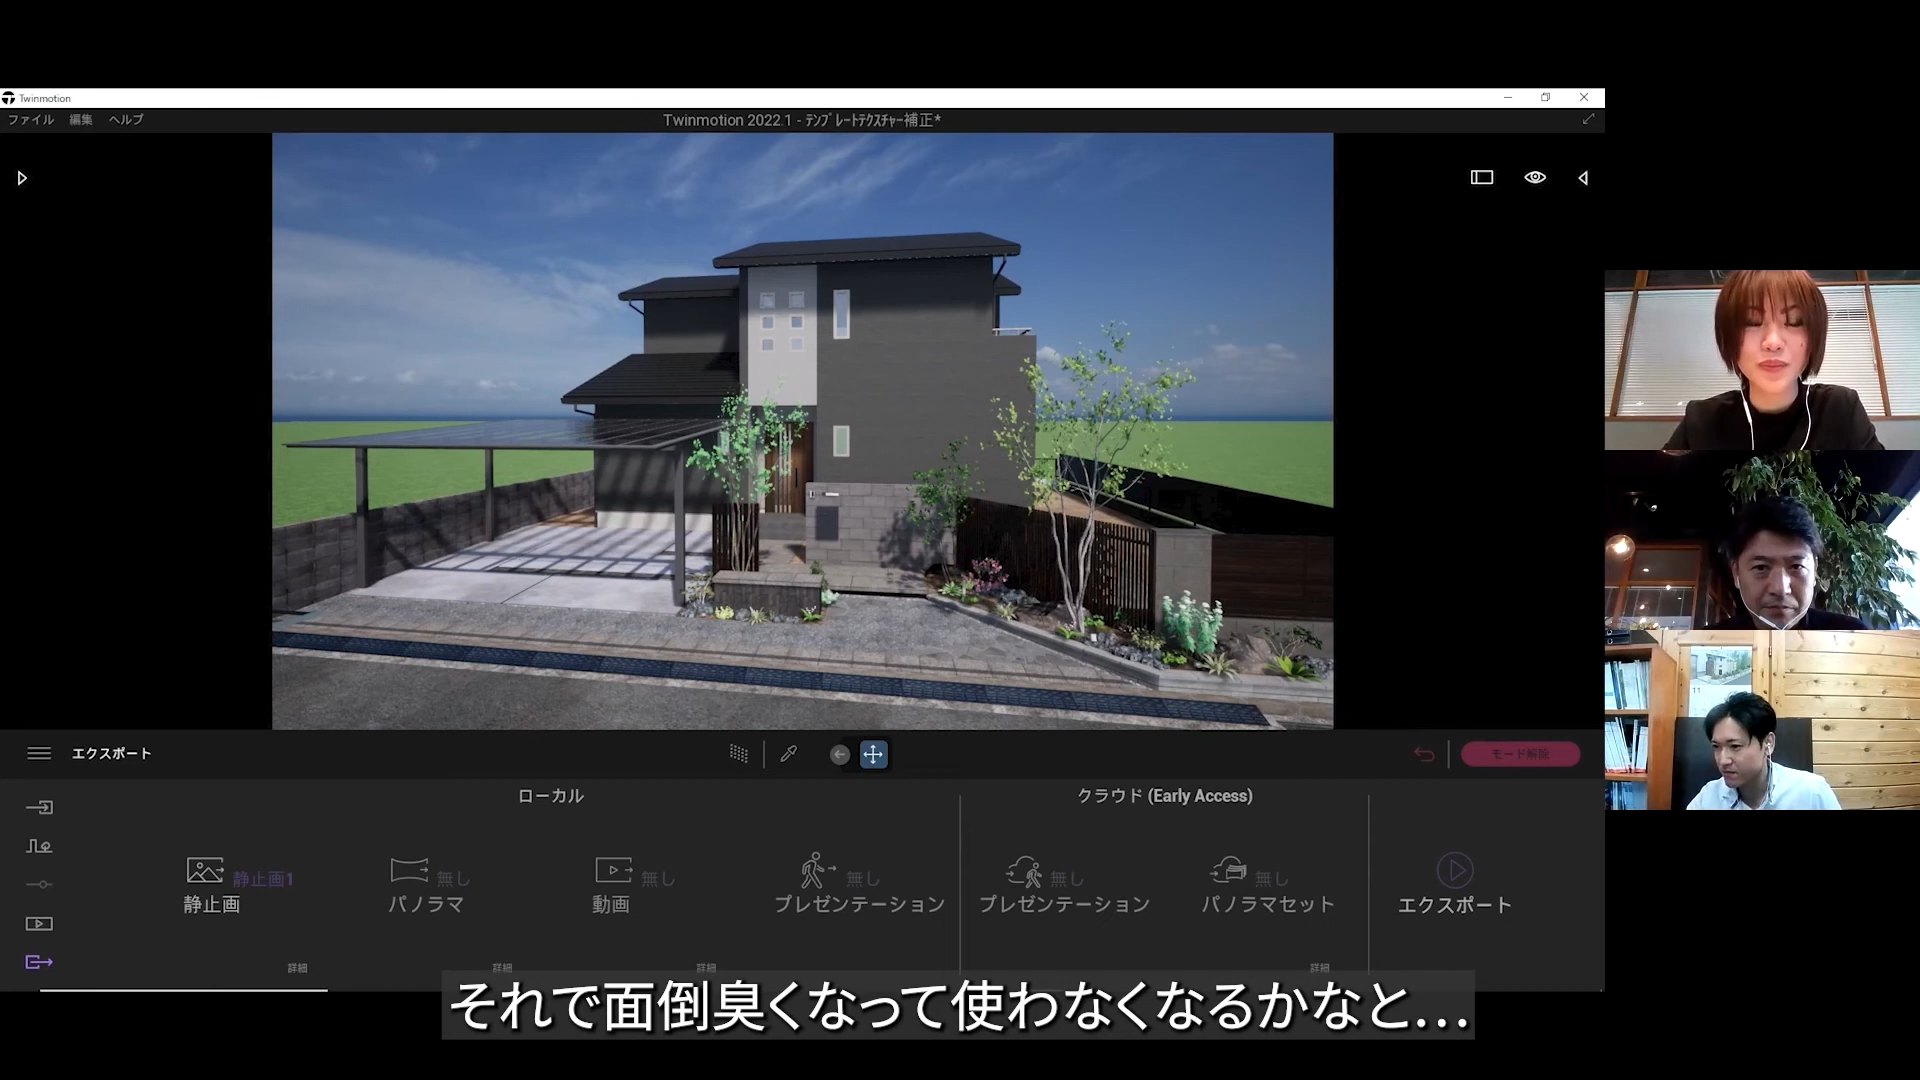 Twinmotion
ファイル 編集 ヘルプ
Twinmotion 2022.1 - ﾃﾝﾌﾟﾚｰﾄﾃｸｽﾁｬｰ補正*
エクスポート
モード解除
ローカル
クラウド (Early Access)
静止画1
静止画
無し
パノラマ
無し
動画
無し
プレゼンテーション
無し
プレゼンテーション
無し
パノラマセット
エクスポート
詳細
詳細
詳細
詳細
それで面倒臭くなって使わなくなるかなと…
11